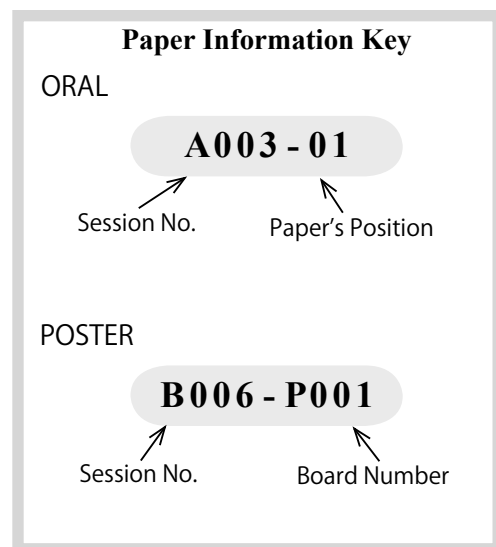 Paper Information Key
ORAL
A003 - 01
Session No. Paper's Position
POSTER
B006 - P001
Session No. Board Number